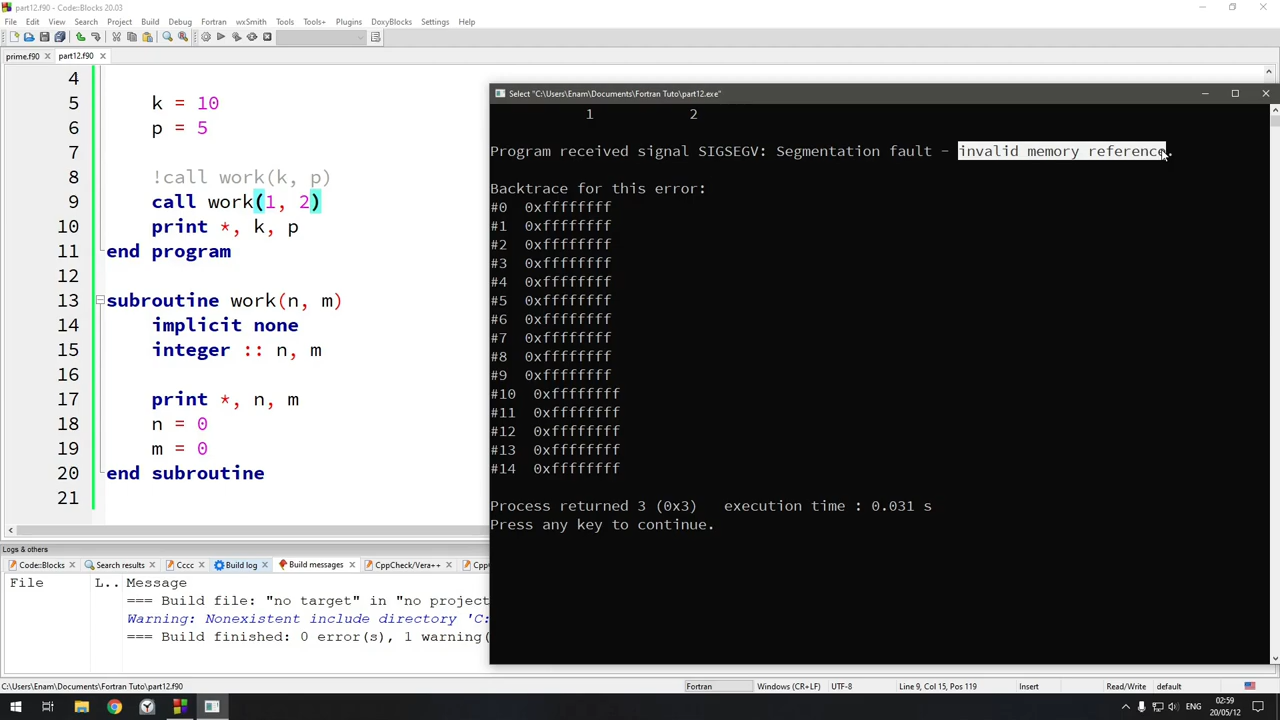 part12.f90 - Code::Blocks 20.03
File Edit View Search Project Build Debug Fortran wxSmith Tools Tools+ Plugins DoxyBlocks Settings Help
prime.f90 part12.f90
4
5 k = 10
6 p = 5
7
8 !call work(k, p)
9 call work(1, 2)
10 print *, k, p
11 end program
12
13 subroutine work(n, m)
14 implicit none
15 integer :: n, m
16
17 print *, n, m
18 n = 0
19 m = 0
20 end subroutine
21
Select "C:\Users\Enam\Documents\Fortran Tuto\part12.exe"
1 2
Program received signal SIGSEGV: Segmentation fault - invalid memory reference.
Backtrace for this error:
#0 0xffffffff
#1 0xffffffff
#2 0xffffffff
#3 0xffffffff
#4 0xffffffff
#5 0xffffffff
#6 0xffffffff
#7 0xffffffff
#8 0xffffffff
#9 0xffffffff
#10 0xffffffff
#11 0xffffffff
#12 0xffffffff
#13 0xffffffff
#14 0xffffffff
Process returned 3 (0x3) execution time : 0.031 s
Press any key to continue.
Logs & others
Code::Blocks Search results Cccc Build log Build messages CppCheck/Vera++
File L.. Message
=== Build file: "no target" in "no project
Warning: Nonexistent include directory 'C:
=== Build finished: 0 error(s), 1 warning(
C:\Users\Enam\Documents\Fortran Tuto\part12.f90 Fortran Windows (CR+LF) UTF-8 Line 9, Col 15, Pos 119 Insert Read/Write default
ENG 02:59
20/05/12